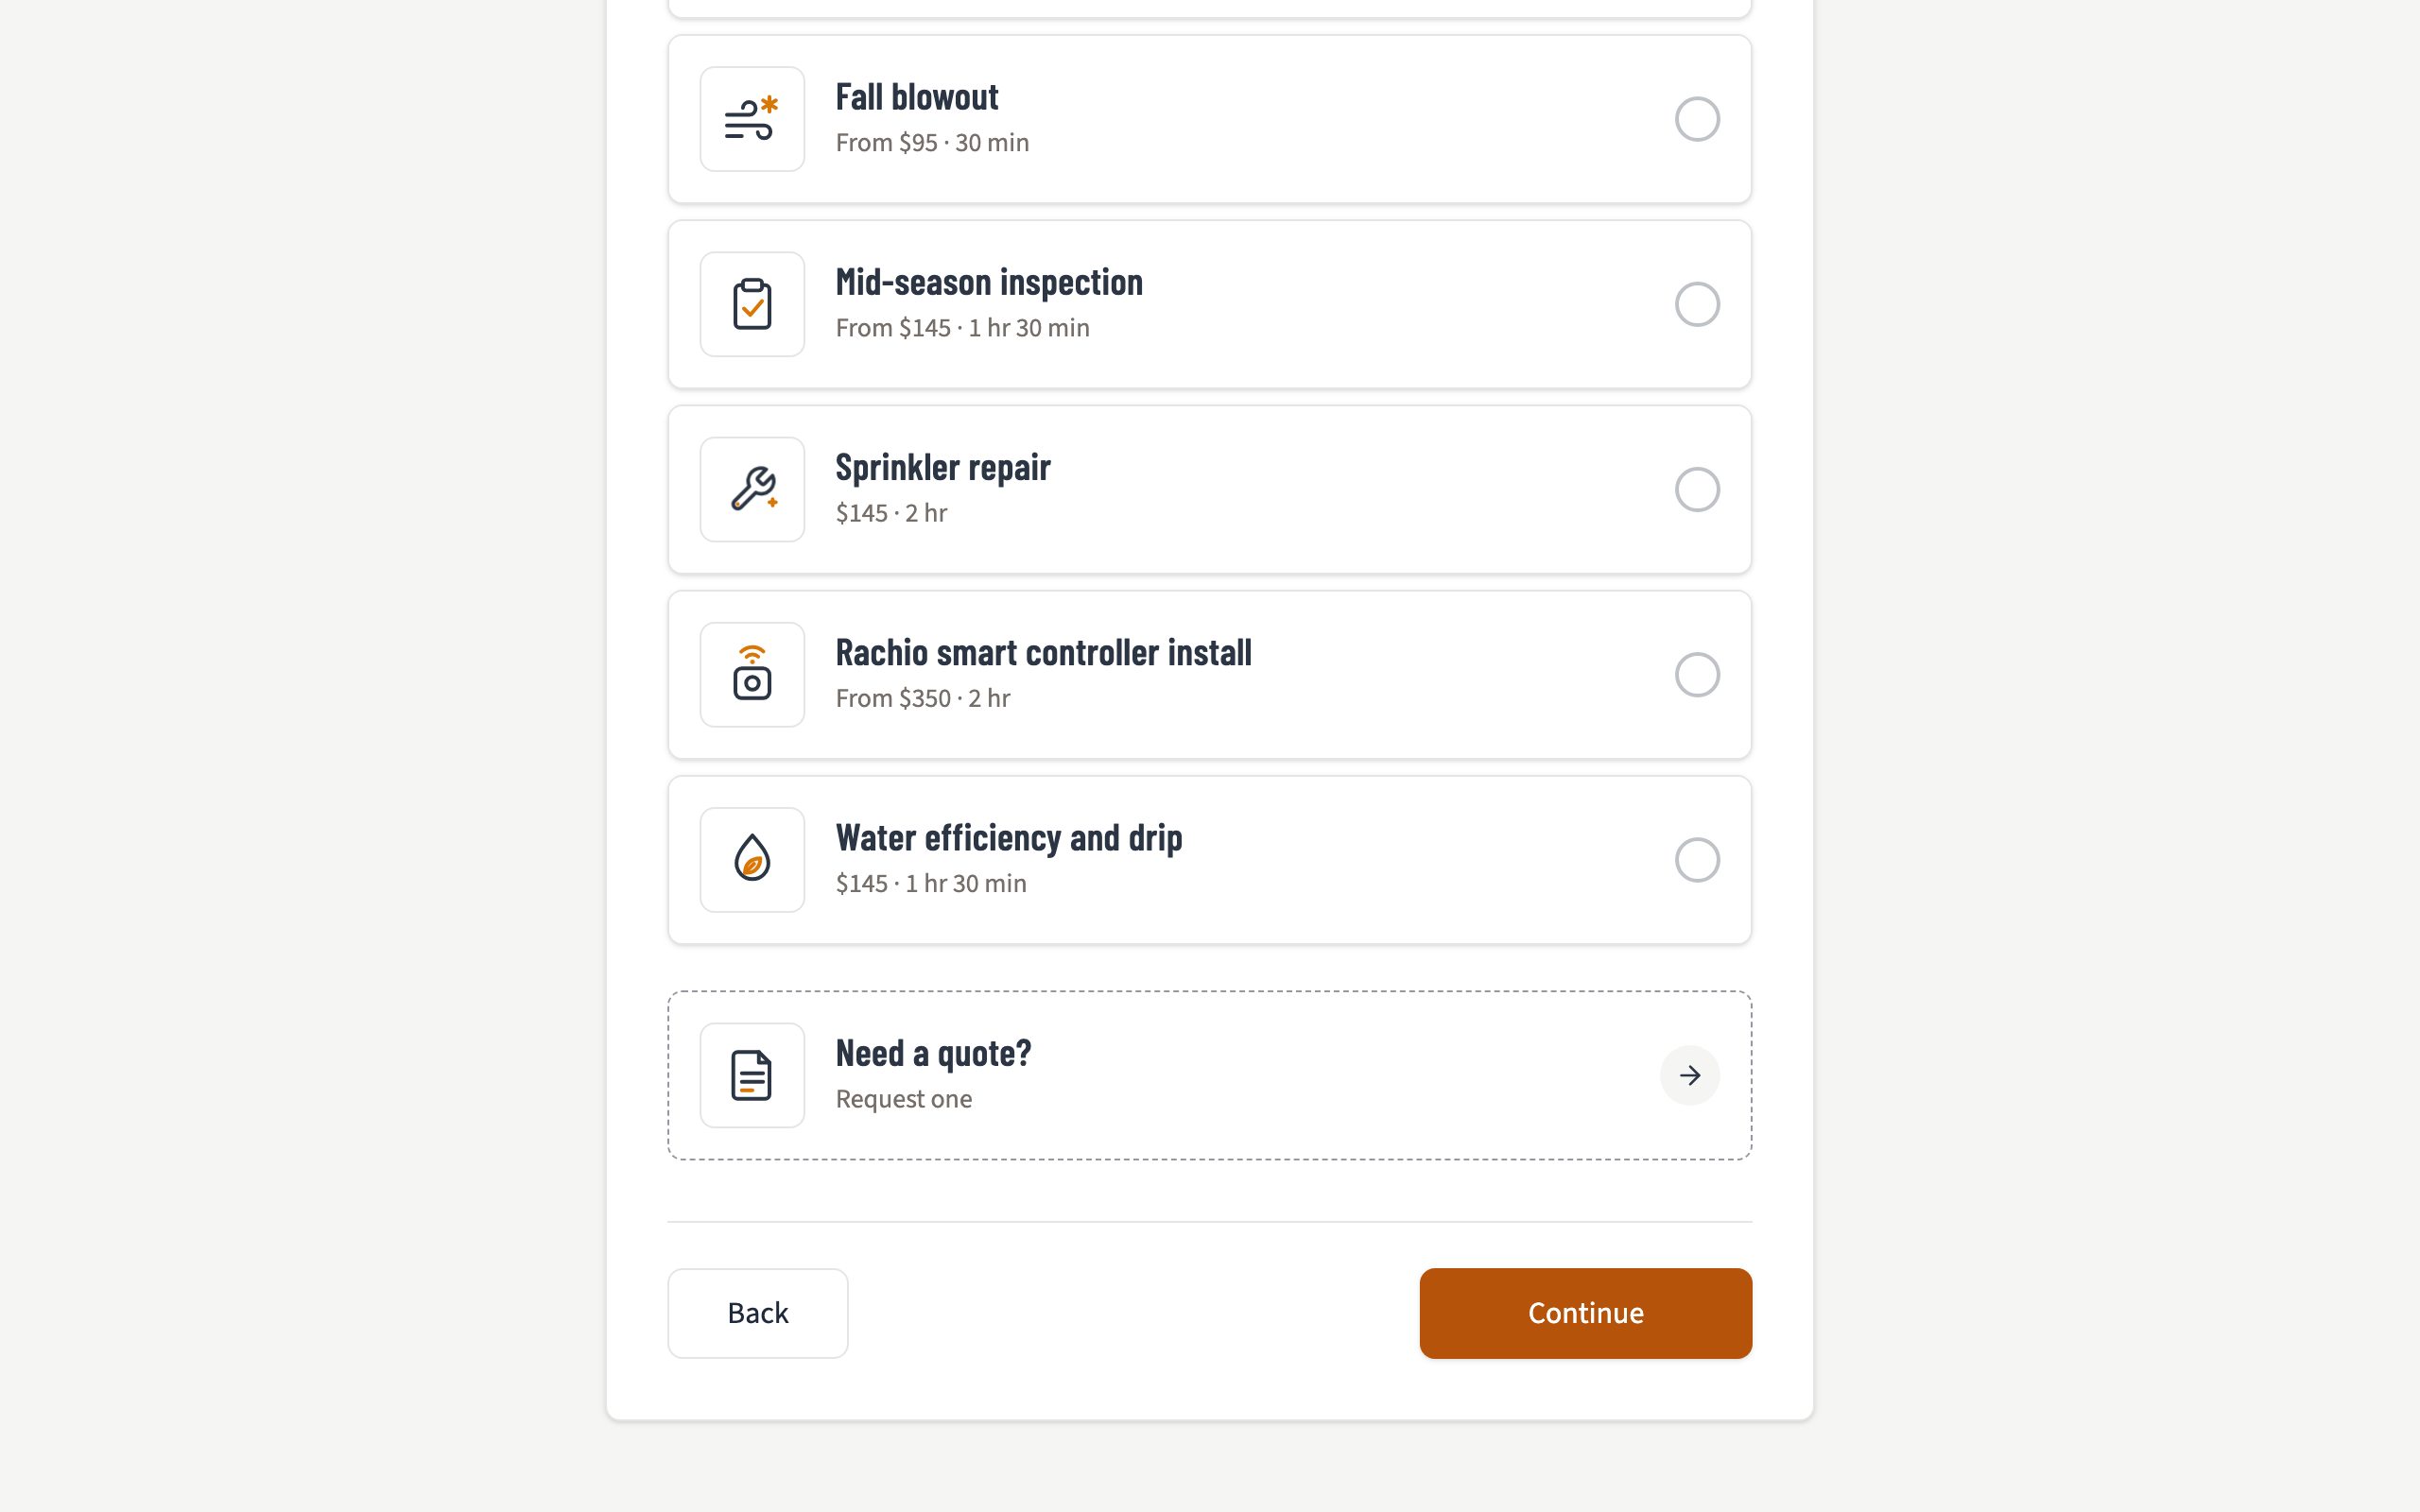 Fall blowout
From $95 · 30 min
Mid-season inspection
From $145 · 1 hr 30 min
Sprinkler repair
$145 · 2 hr
Rachio smart controller install
From $350 · 2 hr
Water efficiency and drip
$145 · 1 hr 30 min
Need a quote?
Request one
Back
Continue